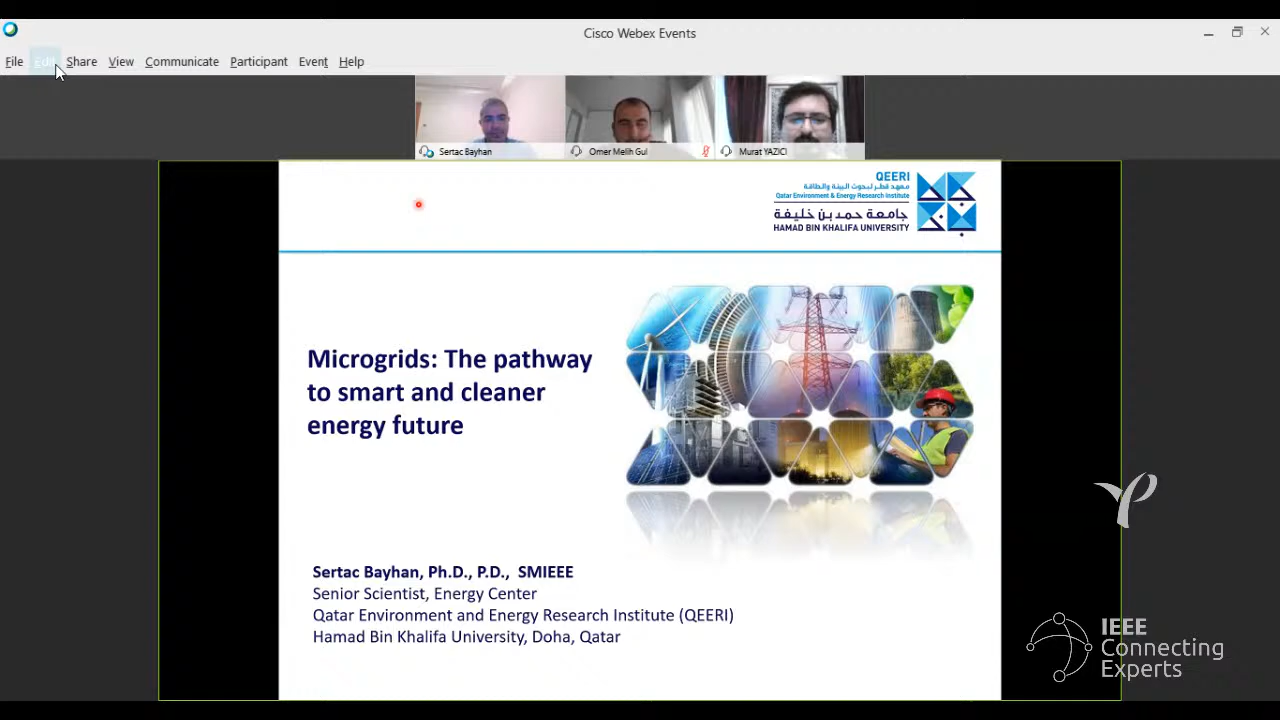 Cisco Webex Events
File Edit Share View Communicate Participant Event Help
Sertac Bayhan
Omer Melih Gul
Murat YAZICI
QEERI
معهد قطر لبحوث البيئة والطاقة
Qatar Environment & Energy Research Institute
جامعة حمد بن خليفة
HAMAD BIN KHALIFA UNIVERSITY
Microgrids: The pathway
to smart and cleaner
energy future
Sertac Bayhan, Ph.D., P.D., SMIEEE
Senior Scientist, Energy Center
Qatar Environment and Energy Research Institute (QEERI)
Hamad Bin Khalifa University, Doha, Qatar
IEEE
Connecting
Experts